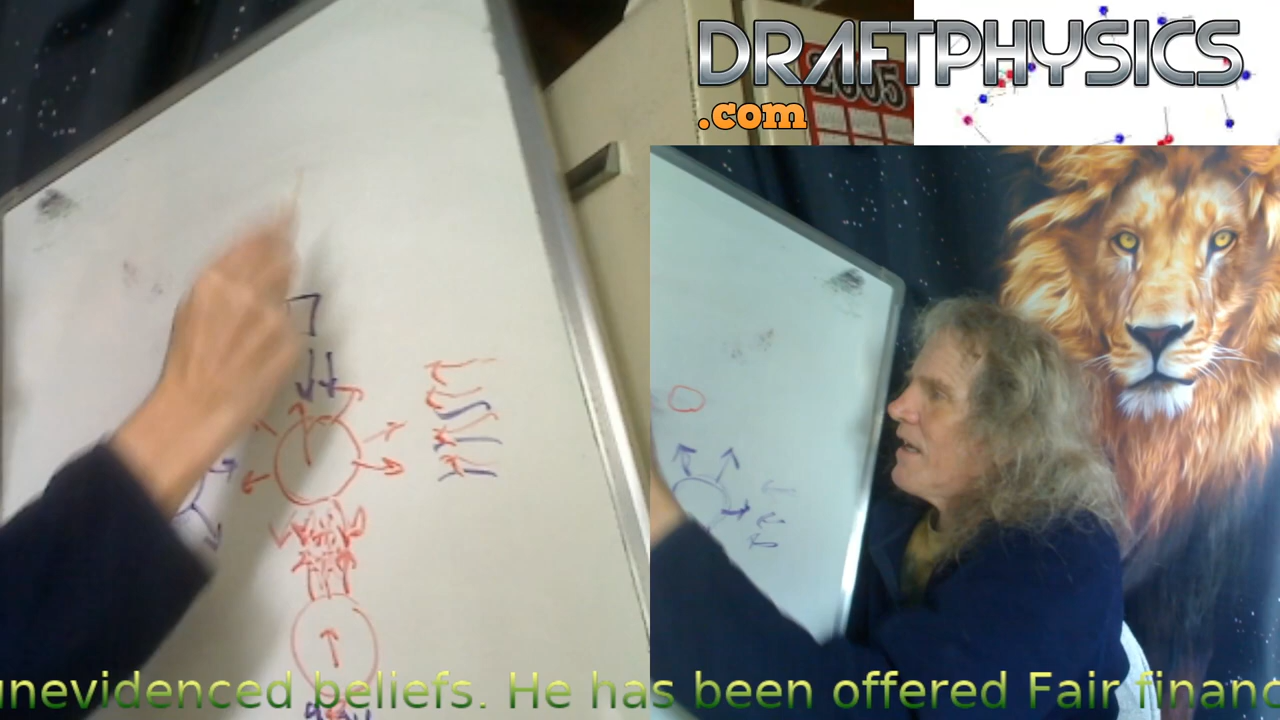 DRAFTPHYSICS
.com
2005
unevidenced beliefs. He has been offered Fair financ